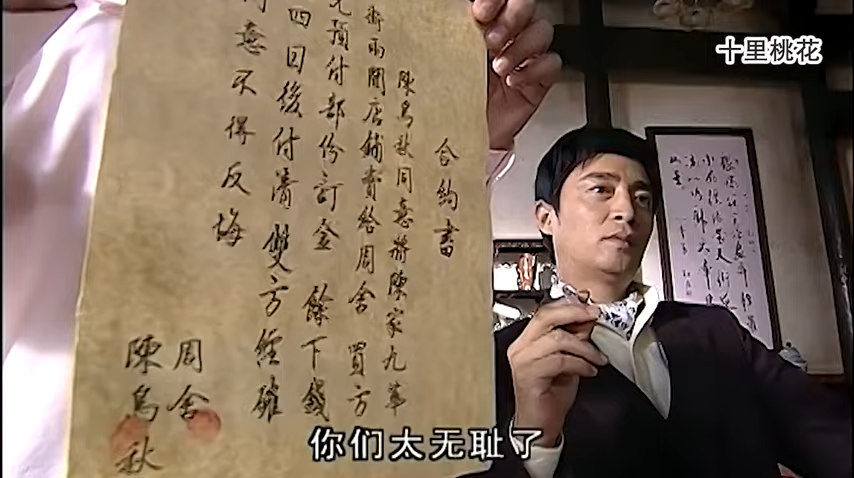 十里桃花
合約書
陳烏秋同意將陳家九華
街兩間店鋪賣給周舍 買方
先預付部份訂金 餘下錢
四日後付清 雙方經確
意不得反悔
周舍
陳烏秋
你们太无耻了